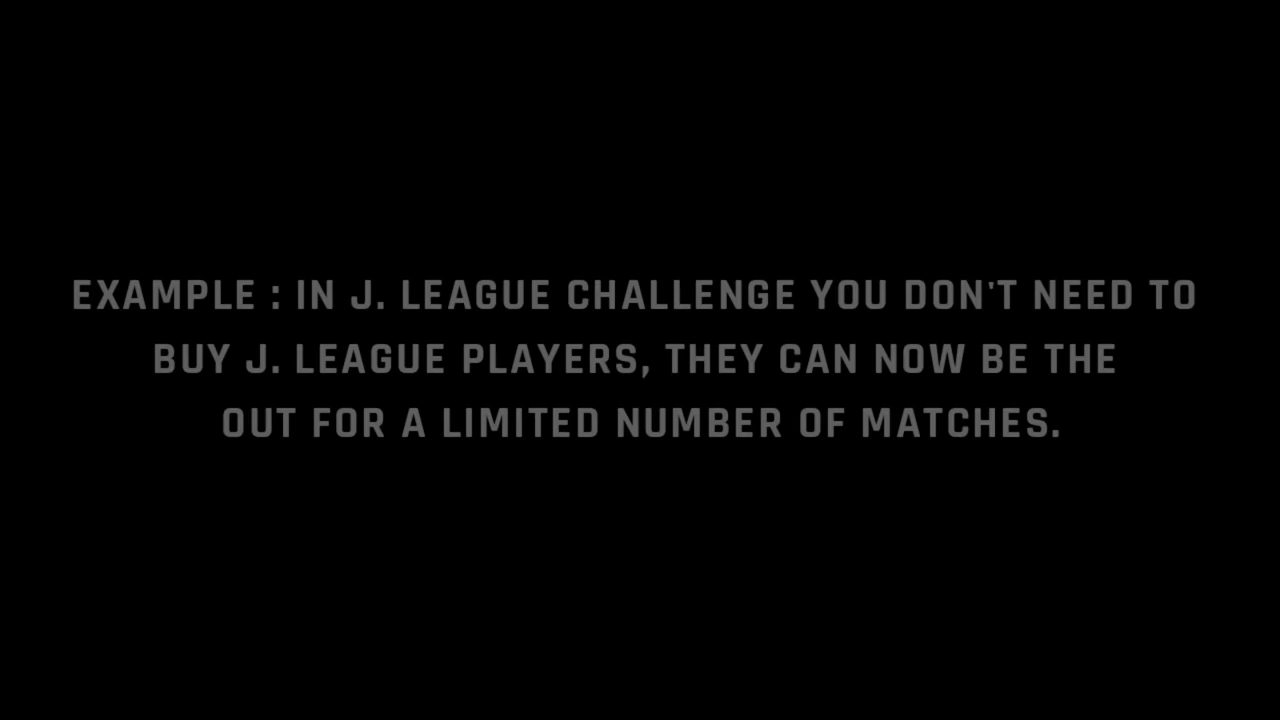 EXAMPLE : IN J. LEAGUE CHALLENGE YOU DON'T NEED TO
BUY J. LEAGUE PLAYERS, THEY CAN NOW BE THE
OUT FOR A LIMITED NUMBER OF MATCHES.